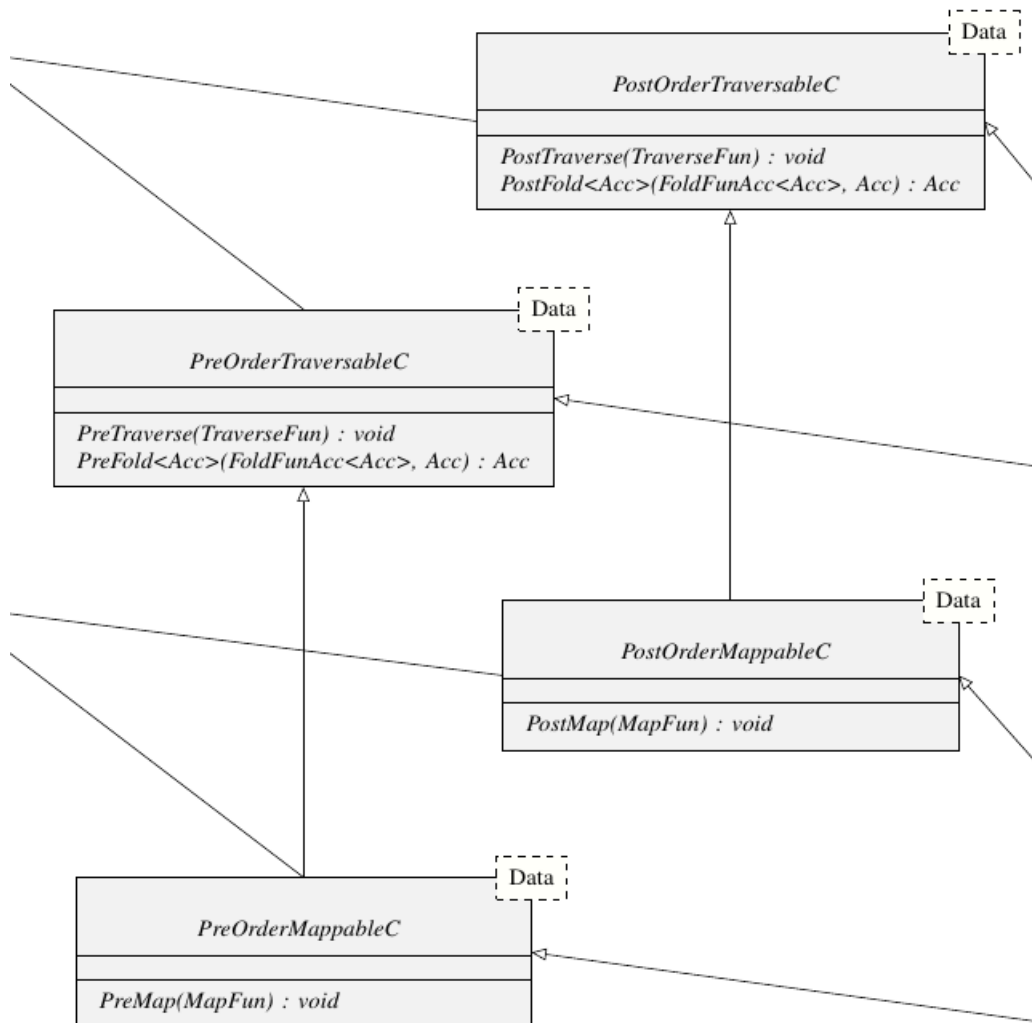 Data
PostOrderTraversableC
PostTraverse(TraverseFun) : void
PostFold<Acc>(FoldFunAcc<Acc>, Acc) : Acc
Data
PreOrderTraversableC
PreTraverse(TraverseFun) : void
PreFold<Acc>(FoldFunAcc<Acc>, Acc) : Acc
Data
PostOrderMappableC
PostMap(MapFun) : void
Data
PreOrderMappableC
PreMap(MapFun) : void